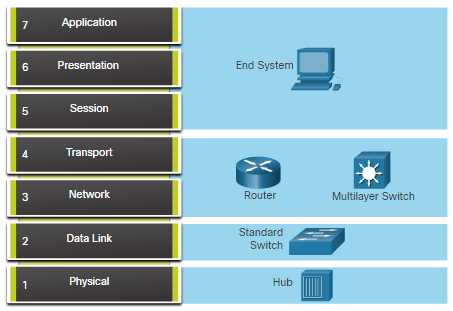 7 Application
6 Presentation
End System
5 Session
4 Transport
3 Network
Router
Multilayer Switch
2 Data Link
Standard
Switch
1 Physical
Hub